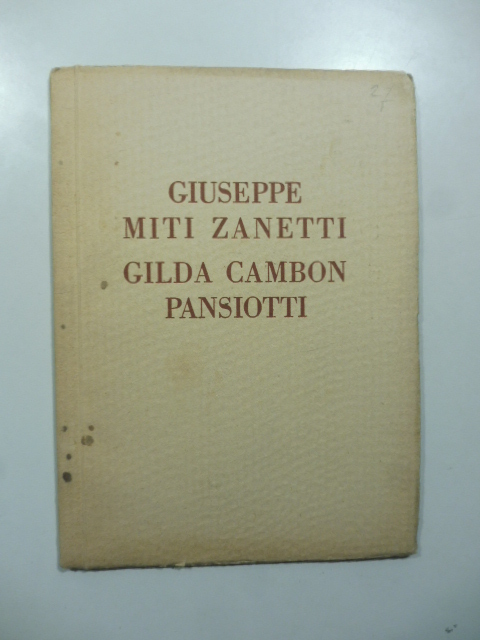 GIUSEPPE
MITI ZANETTI
GILDA CAMBON
PANSIOTTI